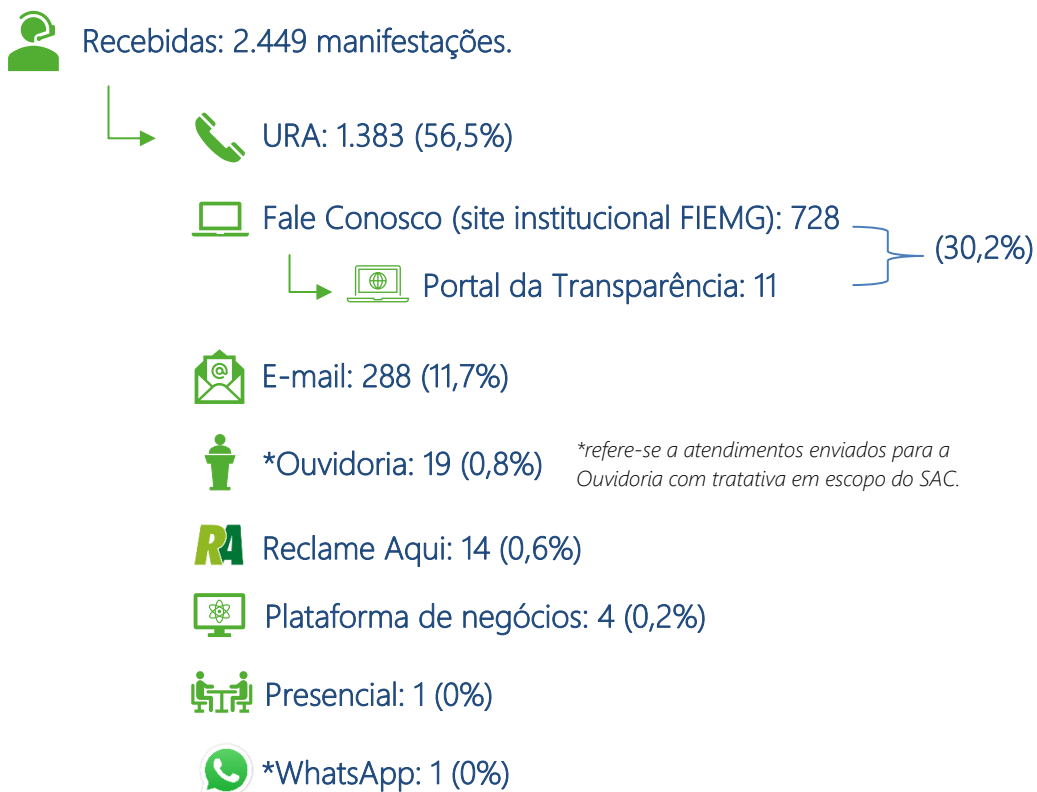 Recebidas: 2.449 manifestações.
URA: 1.383 (56,5%)
Fale Conosco (site institucional FIEMG): 728
(30,2%)
Portal da Transparência: 11
E-mail: 288 (11,7%)
*Ouvidoria: 19 (0,8%)
*refere-se a atendimentos enviados para a
Ouvidoria com tratativa em escopo do SAC.
RA
Reclame Aqui: 14 (0,6%)
Plataforma de negócios: 4 (0,2%)
Presencial: 1 (0%)
*WhatsApp: 1 (0%)